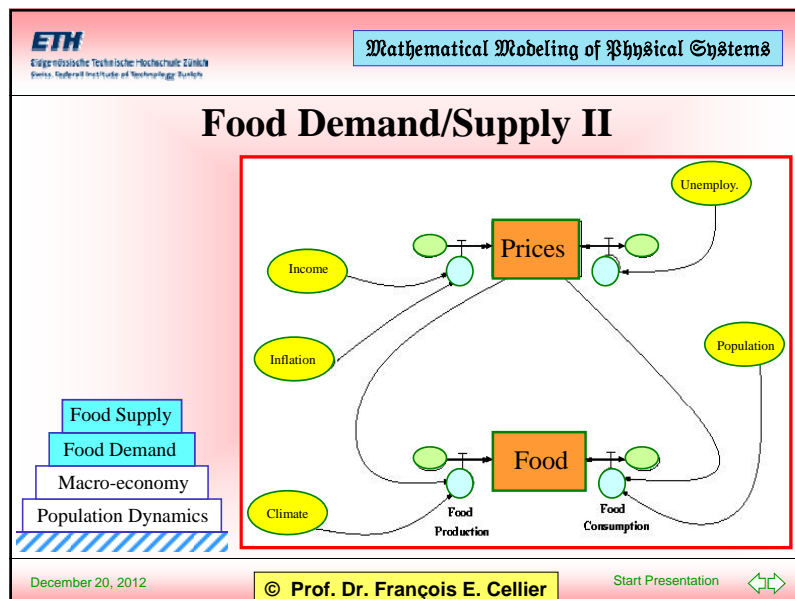 ETH
Eidgenössische Technische Hochschule Zürich
Swiss Federal Institute of Technology Zurich
Mathematical Modeling of Physical Systems
Food Demand/Supply II
Unemploy.
Prices
Income
Inflation
Population
Food Supply
Food Demand
Macro-economy
Population Dynamics
Food
Climate
Food
Production
Food
Consumption
December 20, 2012
© Prof. Dr. François E. Cellier
Start Presentation